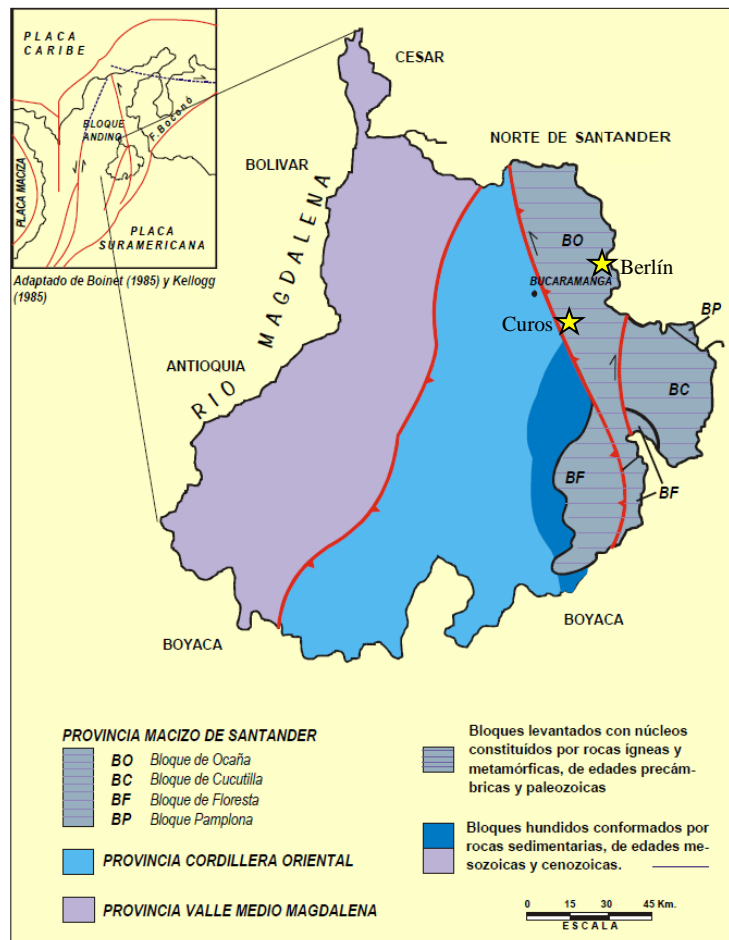 PLACA
CARIBE
BLOQUE
ANDINO
F. Boconó
PLACA MACIZA
PLACA
SURAMERICANA
Adaptado de Boinet (1985) y Kellogg
(1985)
CESAR
NORTE DE SANTANDER
BOLIVAR
RIO MAGDALENA
ANTIOQUIA
BO
Berlín
BUCARAMANGA
Curos
BP
BC
BF
BF
BOYACA
BOYACA
PROVINCIA MACIZO DE SANTANDER
BO Bloque de Ocaña
BC Bloque de Cucutilla
BF Bloque de Floresta
BP Bloque Pamplona
PROVINCIA CORDILLERA ORIENTAL
PROVINCIA VALLE MEDIO MAGDALENA
Bloques levantados con núcleos
constituídos por rocas ígneas y
metamórficas, de edades precám-
bricas y paleozoicas
Bloques hundidos conformados por
rocas sedimentarias, de edades me-
sozoicas y cenozoicas.
0 15 30 45 Km.
ESCALA